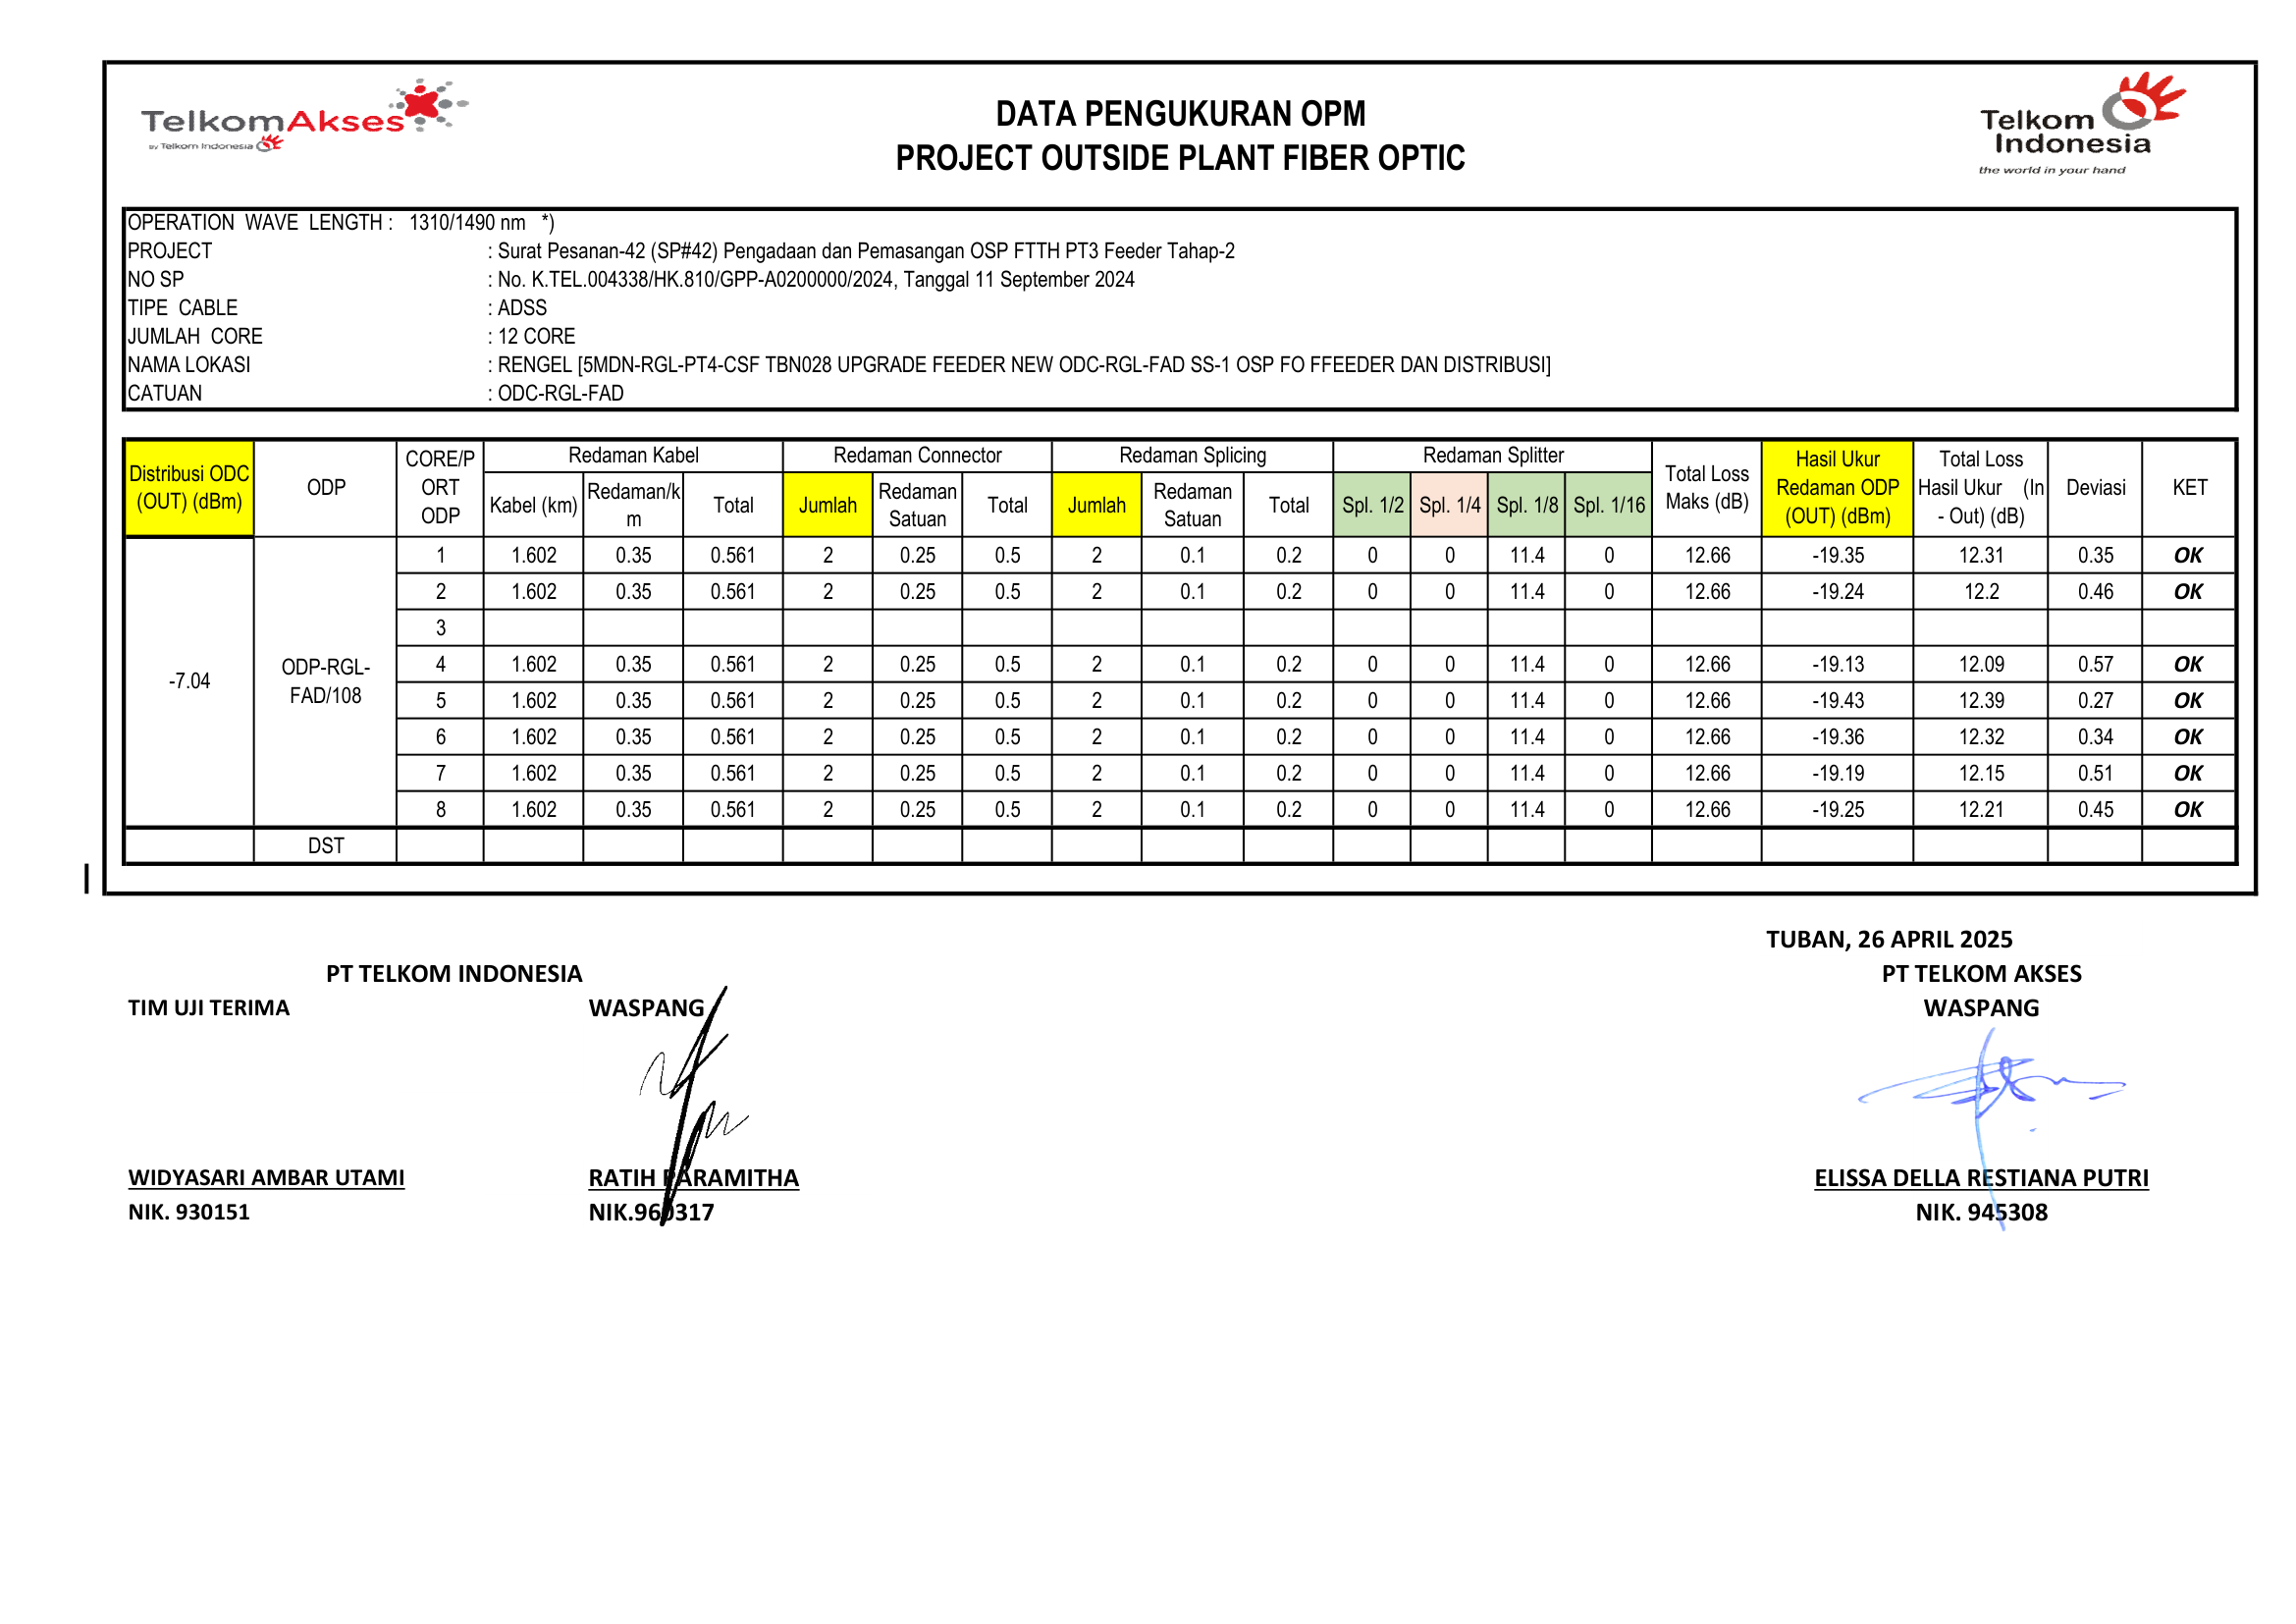 TelkomAkses
BY Telkom Indonesia
DATA PENGUKURAN OPM
PROJECT OUTSIDE PLANT FIBER OPTIC
Telkom
Indonesia
the world in your hand
OPERATION WAVE LENGTH : 1310/1490 nm *)
PROJECT : Surat Pesanan-42 (SP#42) Pengadaan dan Pemasangan OSP FTTH PT3 Feeder Tahap-2
NO SP : No. K.TEL.004338/HK.810/GPP-A0200000/2024, Tanggal 11 September 2024
TIPE CABLE : ADSS
JUMLAH CORE : 12 CORE
NAMA LOKASI : RENGEL [5MDN-RGL-PT4-CSF TBN028 UPGRADE FEEDER NEW ODC-RGL-FAD SS-1 OSP FO FFEEDER DAN DISTRIBUSI]
CATUAN : ODC-RGL-FAD
Distribusi ODC (OUT) (dBm) ODP CORE/PORT ODP Redaman Kabel Redaman Connector Redaman Splicing Redaman Splitter Total Loss Maks (dB) Hasil Ukur Redaman ODP (OUT) (dBm) Total Loss Hasil Ukur (In - Out) (dB) Deviasi KET
Kabel (km) Redaman/km Total Jumlah Redaman Satuan Total Jumlah Redaman Satuan Total Spl. 1/2 Spl. 1/4 Spl. 1/8 Spl. 1/16
-7.04 ODP-RGL-FAD/108
1 1.602 0.35 0.561 2 0.25 0.5 2 0.1 0.2 0 0 11.4 0 12.66 -19.35 12.31 0.35 OK
2 1.602 0.35 0.561 2 0.25 0.5 2 0.1 0.2 0 0 11.4 0 12.66 -19.24 12.2 0.46 OK
3
4 1.602 0.35 0.561 2 0.25 0.5 2 0.1 0.2 0 0 11.4 0 12.66 -19.13 12.09 0.57 OK
5 1.602 0.35 0.561 2 0.25 0.5 2 0.1 0.2 0 0 11.4 0 12.66 -19.43 12.39 0.27 OK
6 1.602 0.35 0.561 2 0.25 0.5 2 0.1 0.2 0 0 11.4 0 12.66 -19.36 12.32 0.34 OK
7 1.602 0.35 0.561 2 0.25 0.5 2 0.1 0.2 0 0 11.4 0 12.66 -19.19 12.15 0.51 OK
8 1.602 0.35 0.561 2 0.25 0.5 2 0.1 0.2 0 0 11.4 0 12.66 -19.25 12.21 0.45 OK
DST
TUBAN, 26 APRIL 2025
PT TELKOM INDONESIA PT TELKOM AKSES
TIM UJI TERIMA WASPANG WASPANG
WIDYASARI AMBAR UTAMI RATIH PARAMITHA ELISSA DELLA RESTIANA PUTRI
NIK. 930151 NIK.960317 NIK. 945308